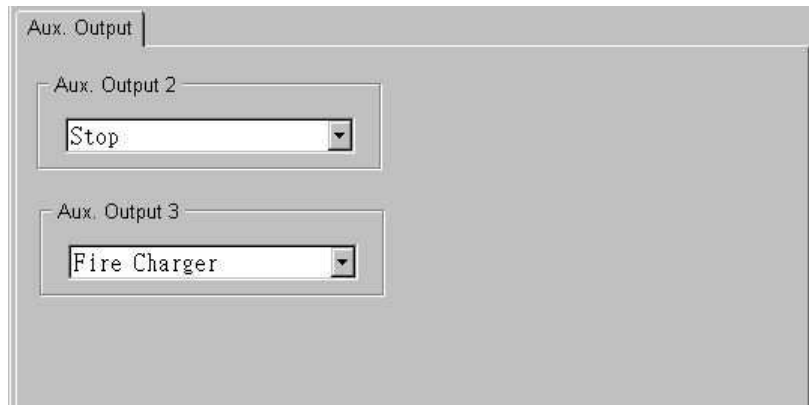 Aux. Output
Aux. Output 2
Stop
Aux. Output 3
Fire Charger